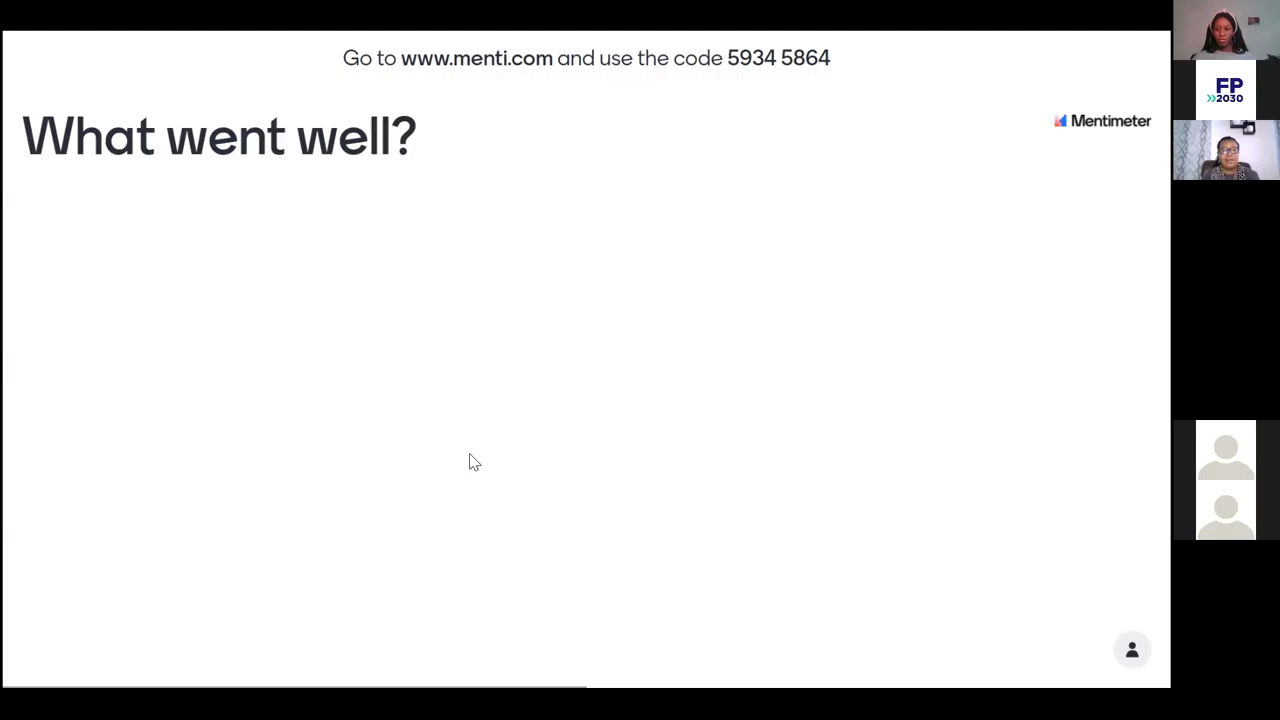 Go to www.menti.com and use the code 5934 5864
What went well?
Mentimeter
FP
2030